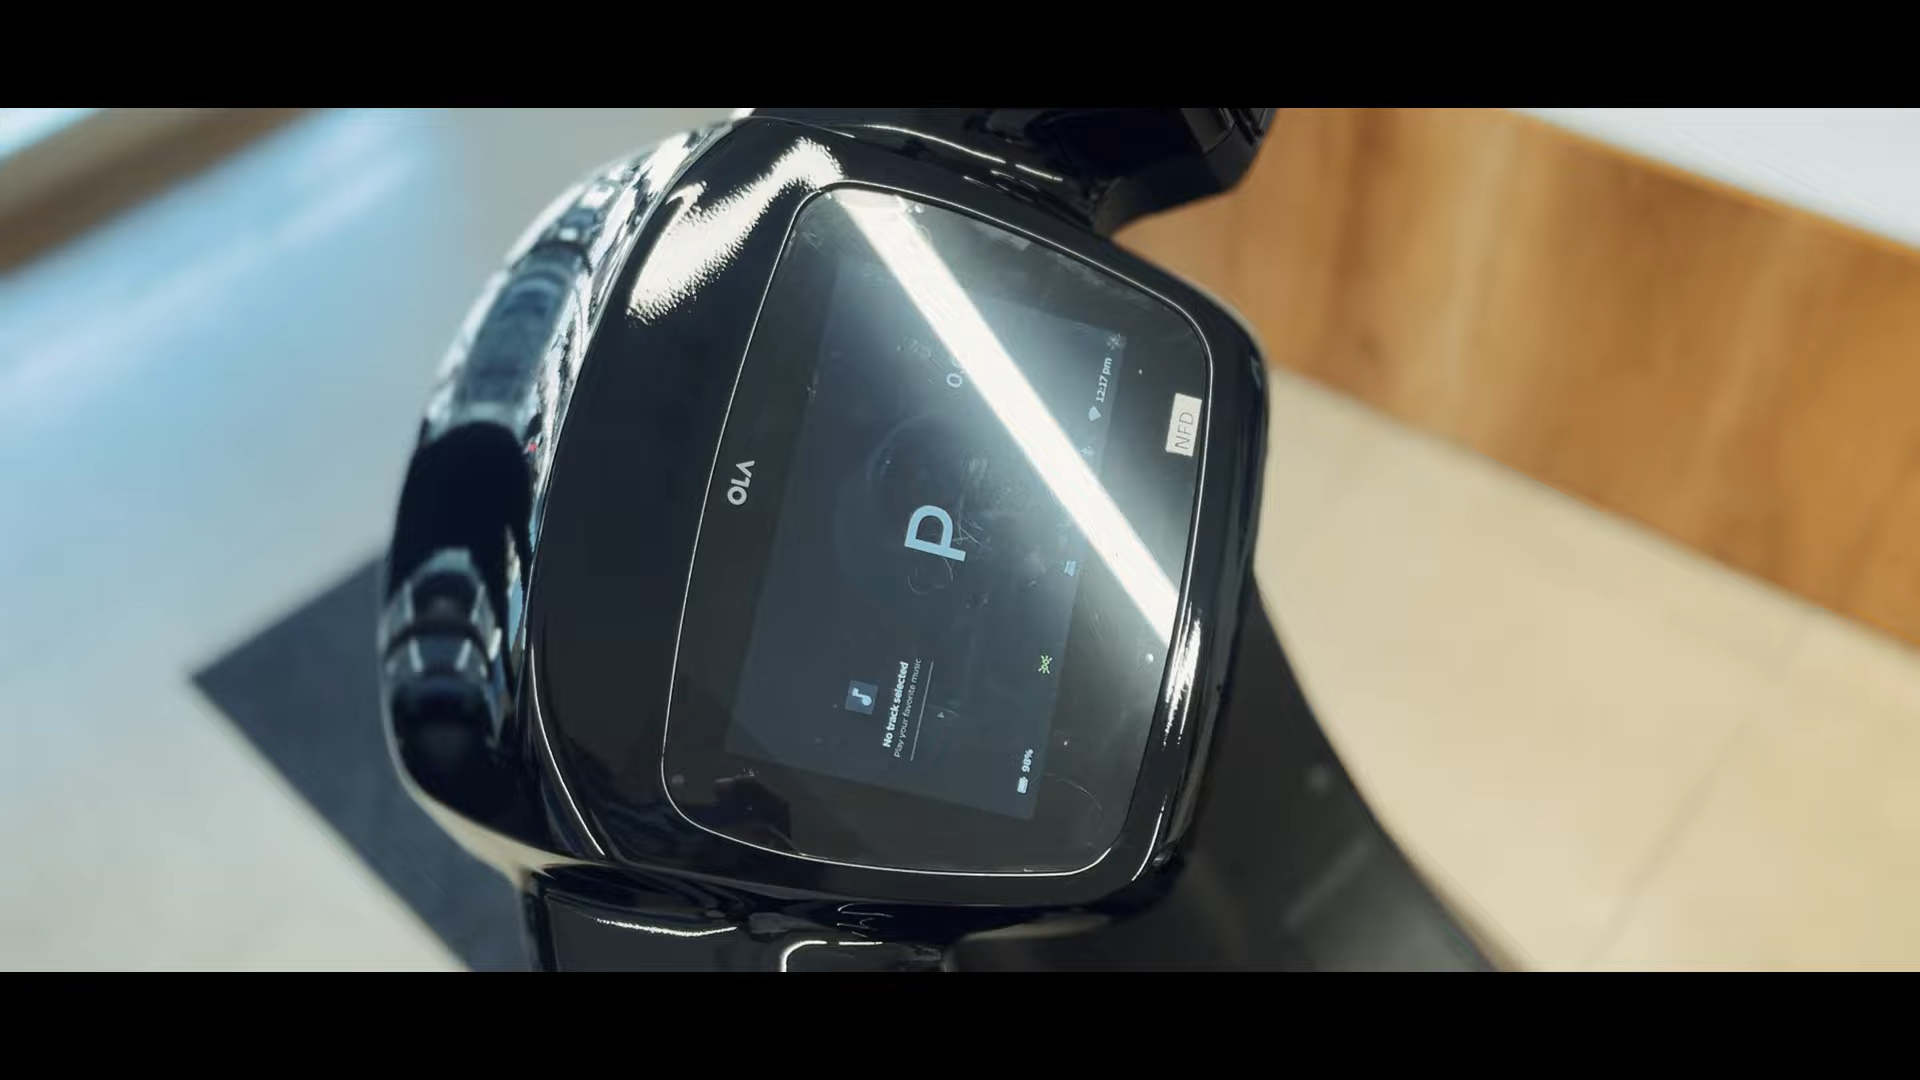 12:17 pm
98%
P
No track selected
Play your favorite music
OLA
NFD